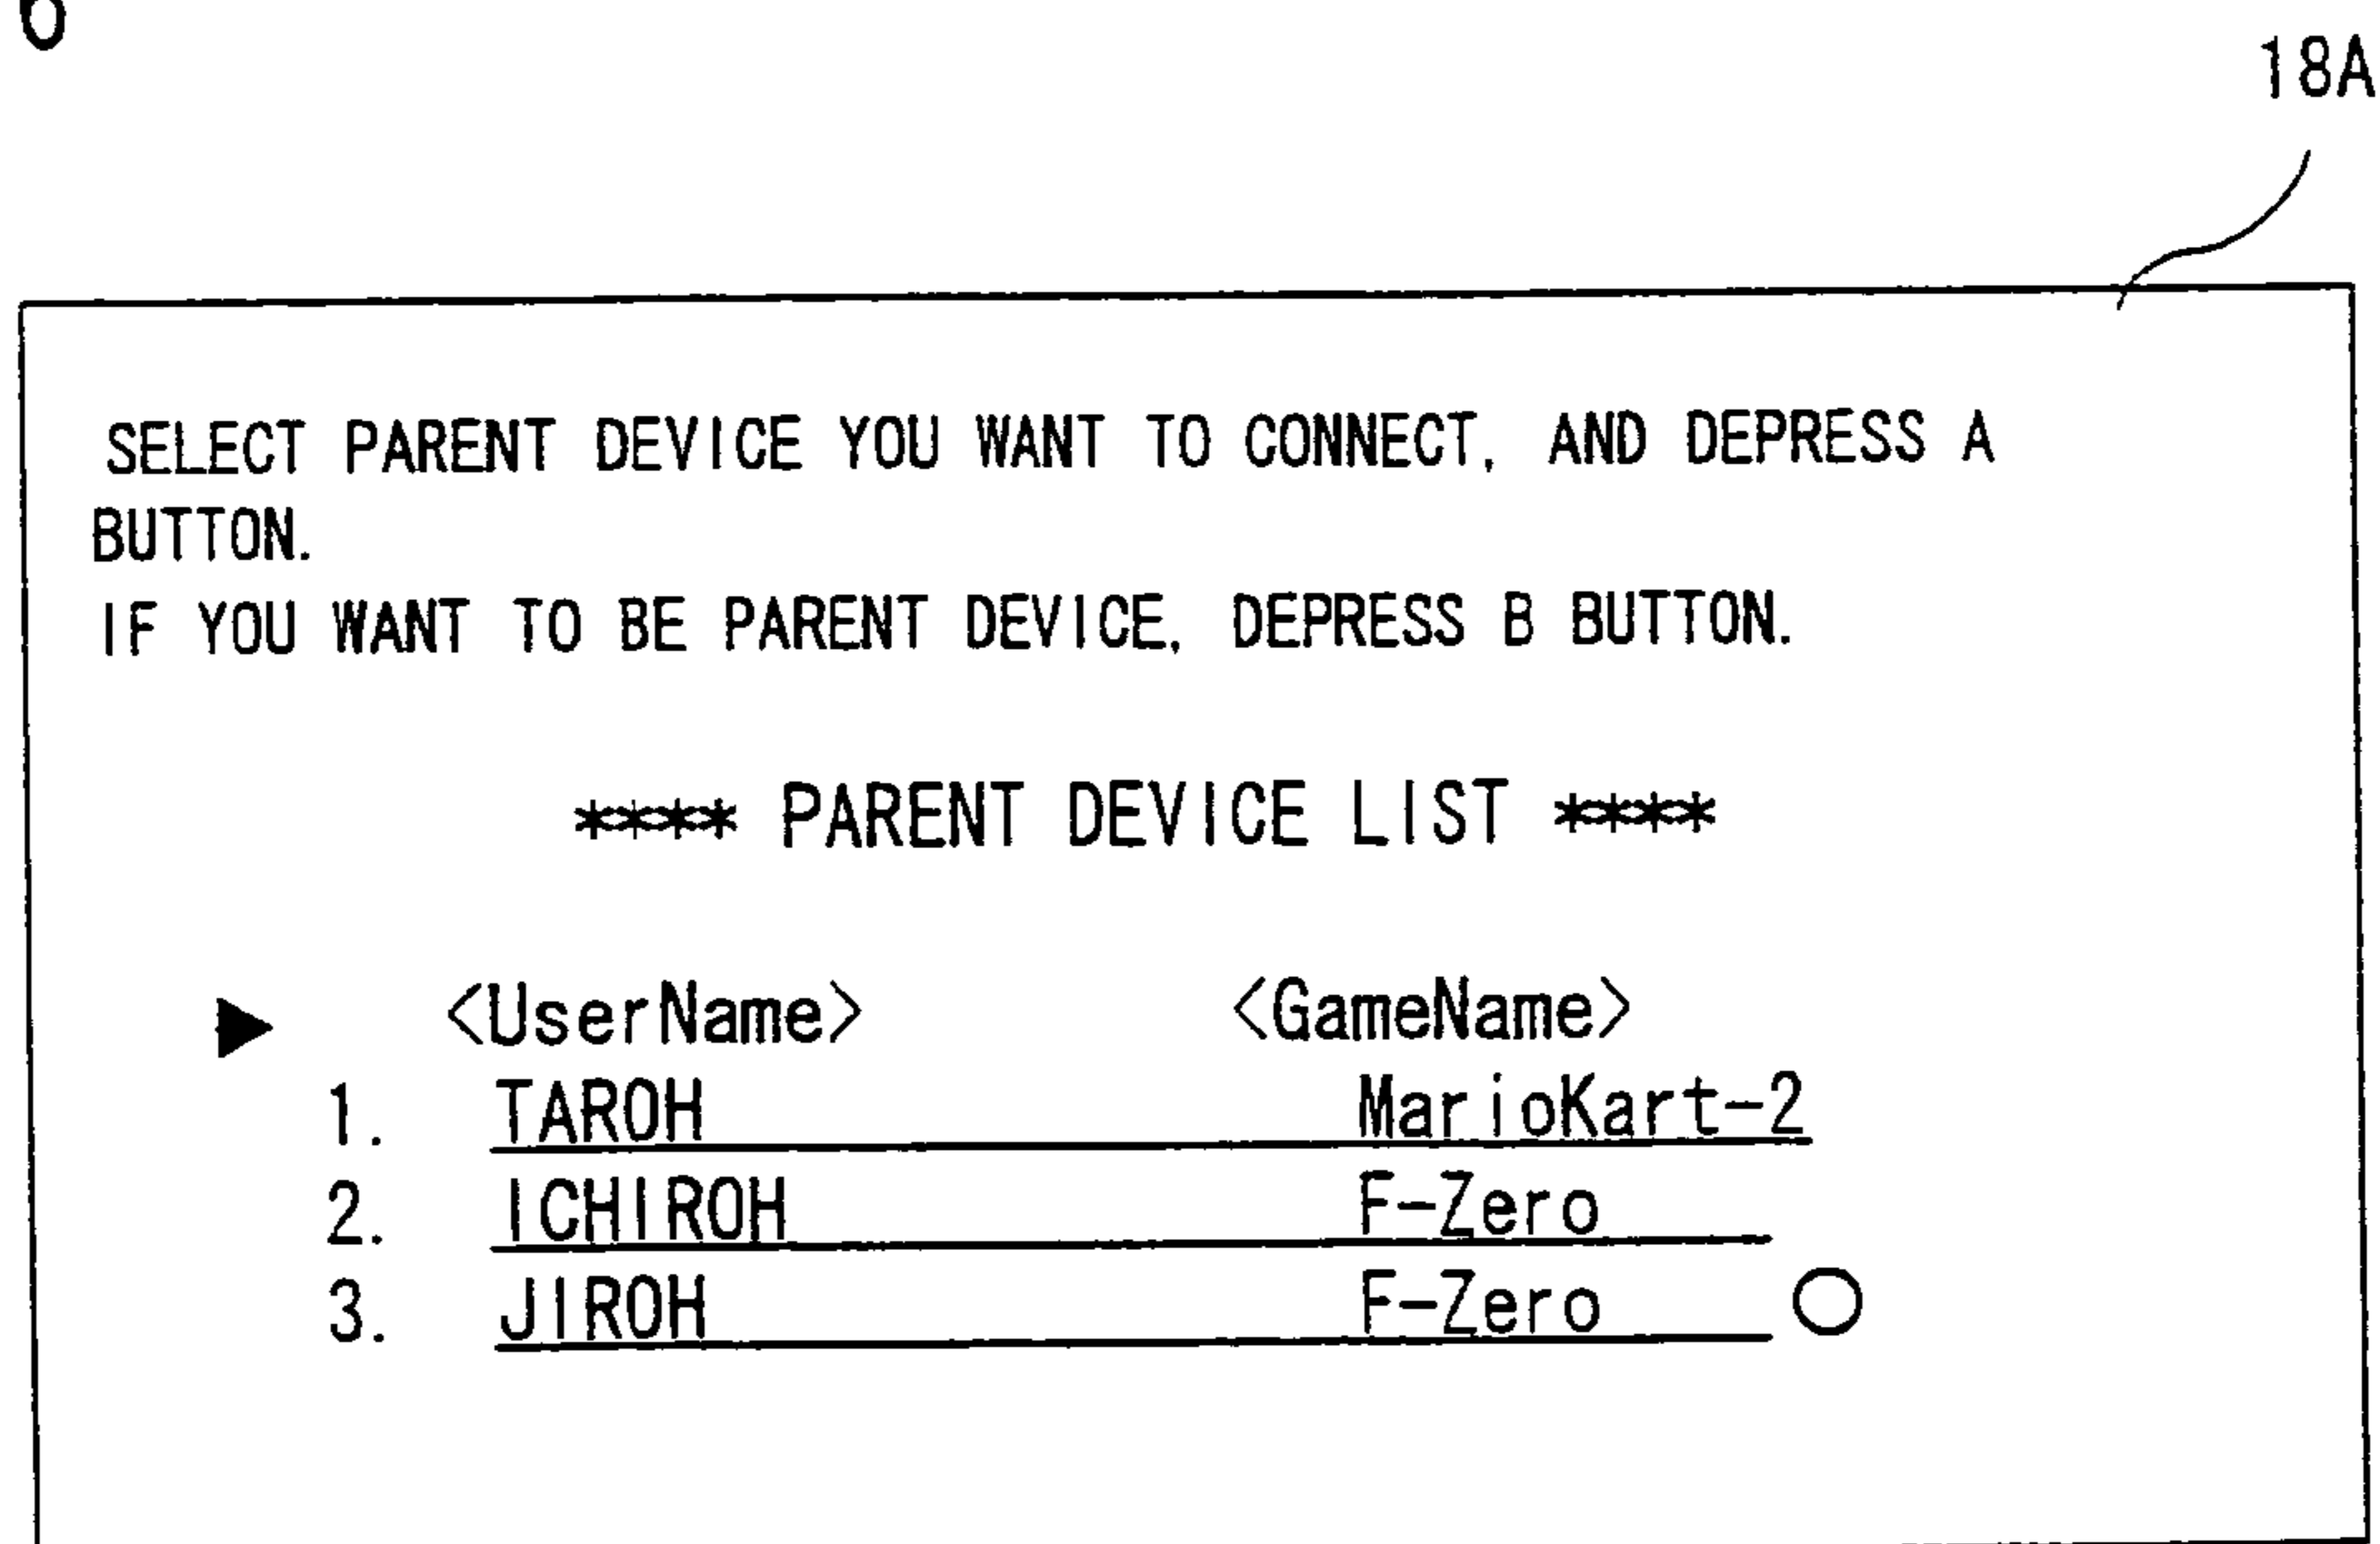 18A
SELECT PARENT DEVICE YOU WANT TO CONNECT, AND DEPRESS A
BUTTON.
IF YOU WANT TO BE PARENT DEVICE, DEPRESS B BUTTON.
**** PARENT DEVICE LIST ****
▶ <UserName> <GameName>
1. TAROH MarioKart-2
2. ICHIROH F-Zero
3. JIROH F-Zero ○